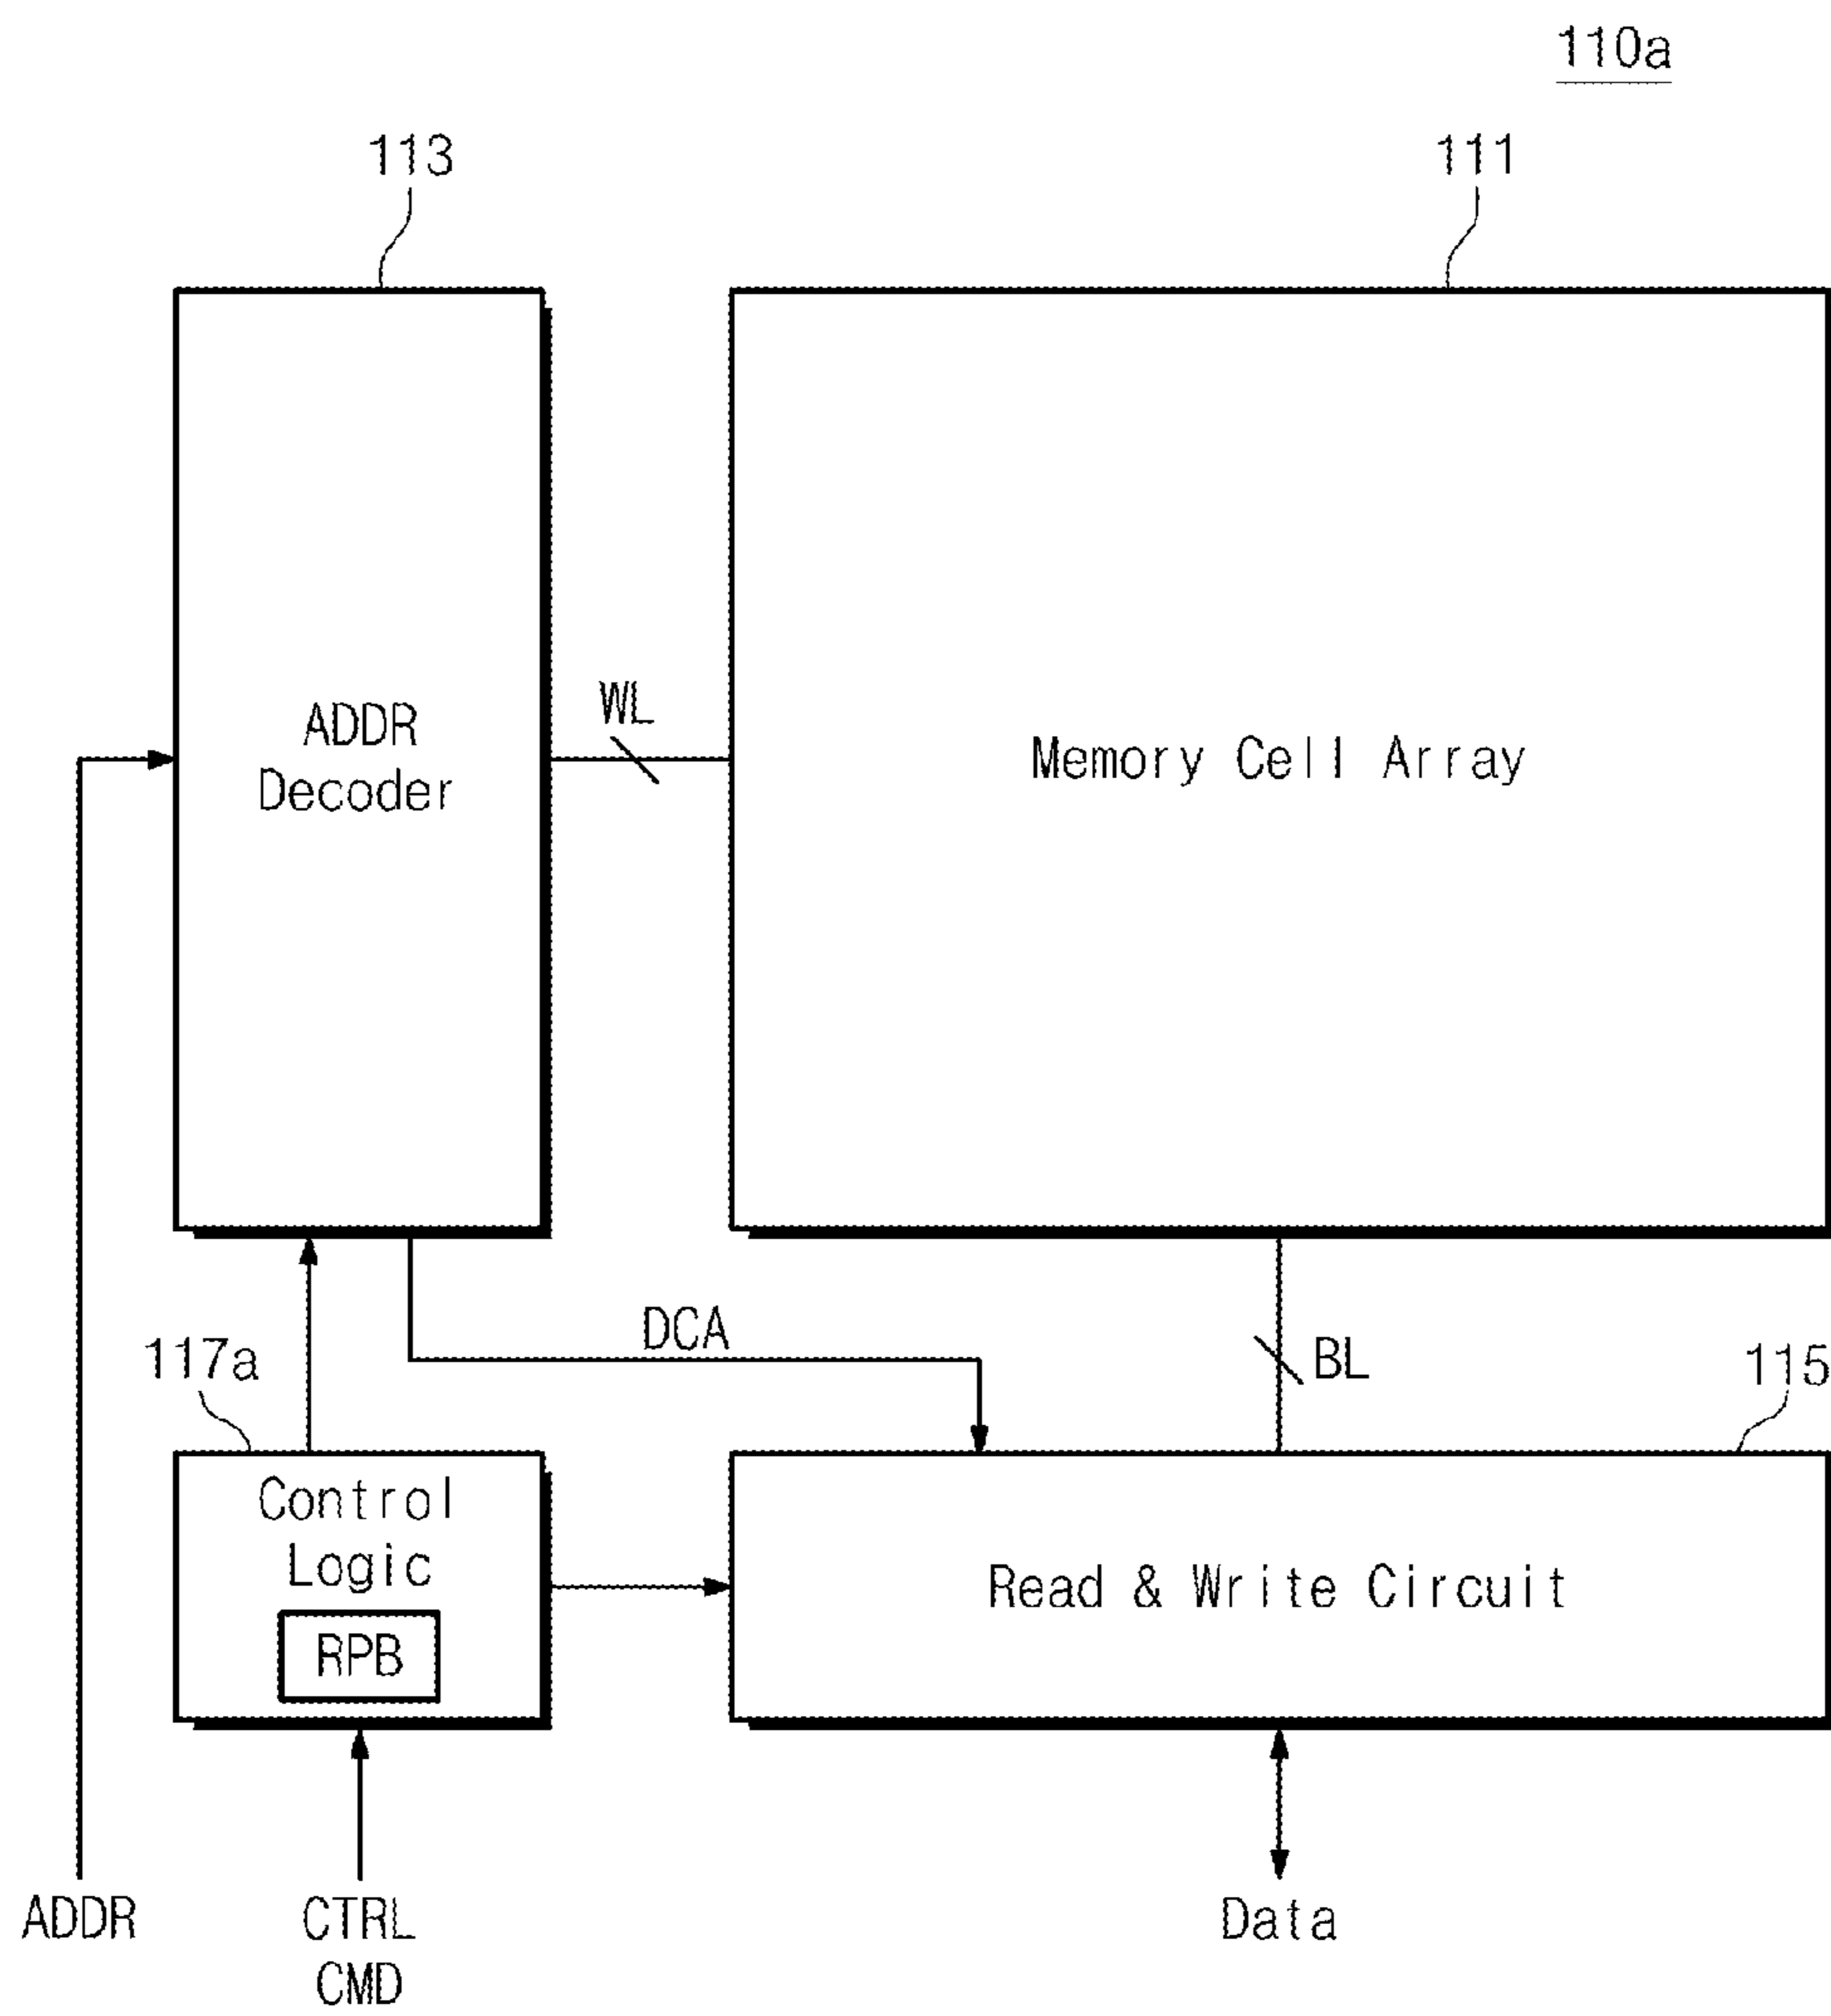 110a
113
111
ADDR
Decoder
WL
Memory Cell Array
DCA
BL
117a
115
Control
Logic
RPB
Read & Write Circuit
ADDR
CTRL
CMD
Data